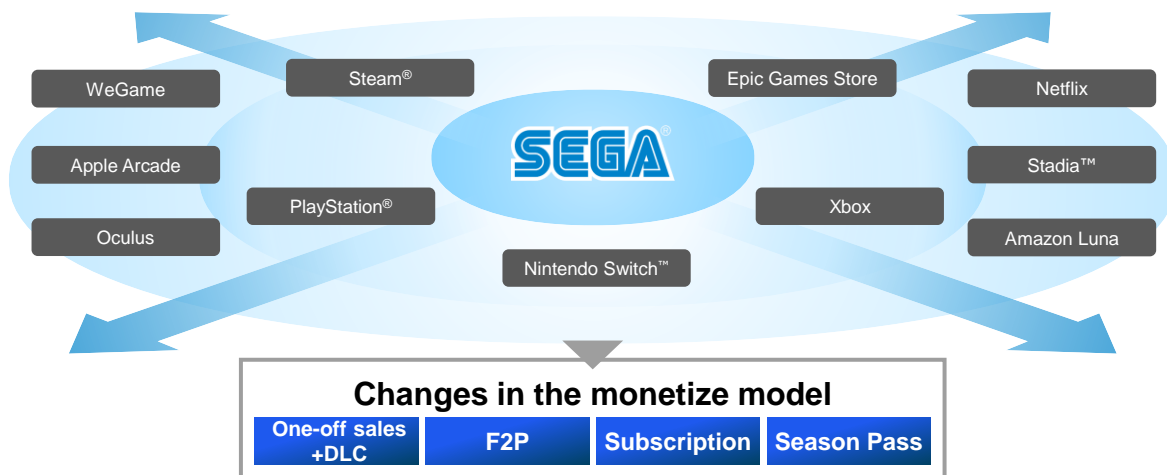 Steam®
Epic Games Store
WeGame
Netflix
SEGA®
Apple Arcade
Stadia™
PlayStation®
Xbox
Oculus
Amazon Luna
Nintendo Switch™
Changes in the monetize model
One-off sales
+DLC
F2P
Subscription
Season Pass